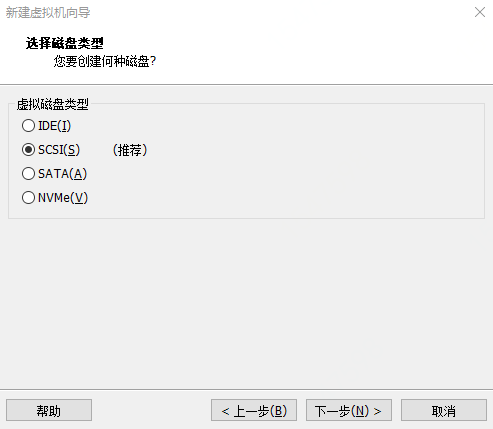 新建虚拟机向导
选择磁盘类型
您要创建何种磁盘?
虚拟磁盘类型
IDE(I)
SCSI(S) （推荐）
SATA(A)
NVMe(V)
帮助 < 上一步(B) 下一步(N) > 取消